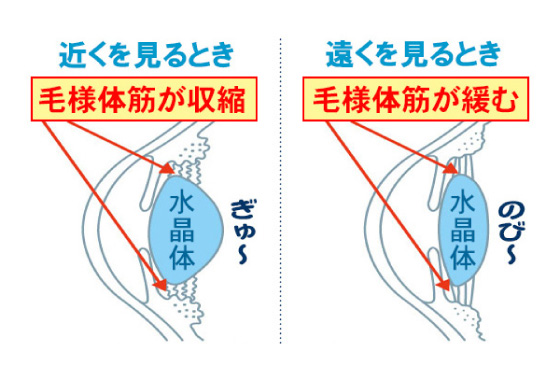 近くを見るとき
毛様体筋が収縮
水晶体
ぎゅ〜
遠くを見るとき
毛様体筋が緩む
水晶体
のび〜